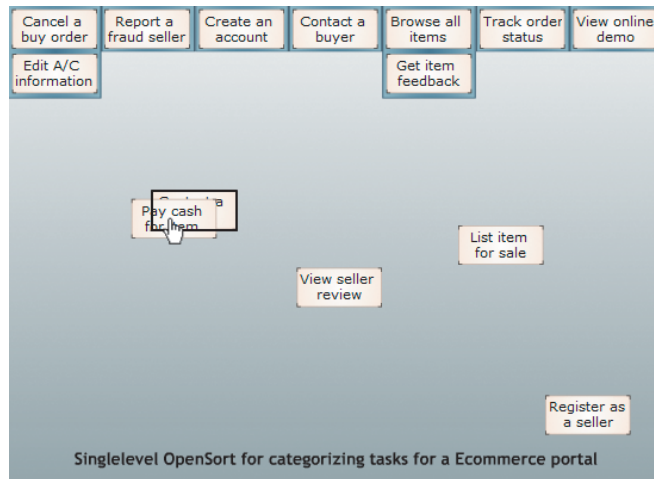 Cancel a
buy order
Report a
fraud seller
Create an
account
Contact a
buyer
Browse all
items
Track order
status
View online
demo
Edit A/C
information
Get item
feedback
Pay cash
for item
List item
for sale
View seller
review
Register as
a seller
Singlelevel OpenSort for categorizing tasks for a Ecommerce portal